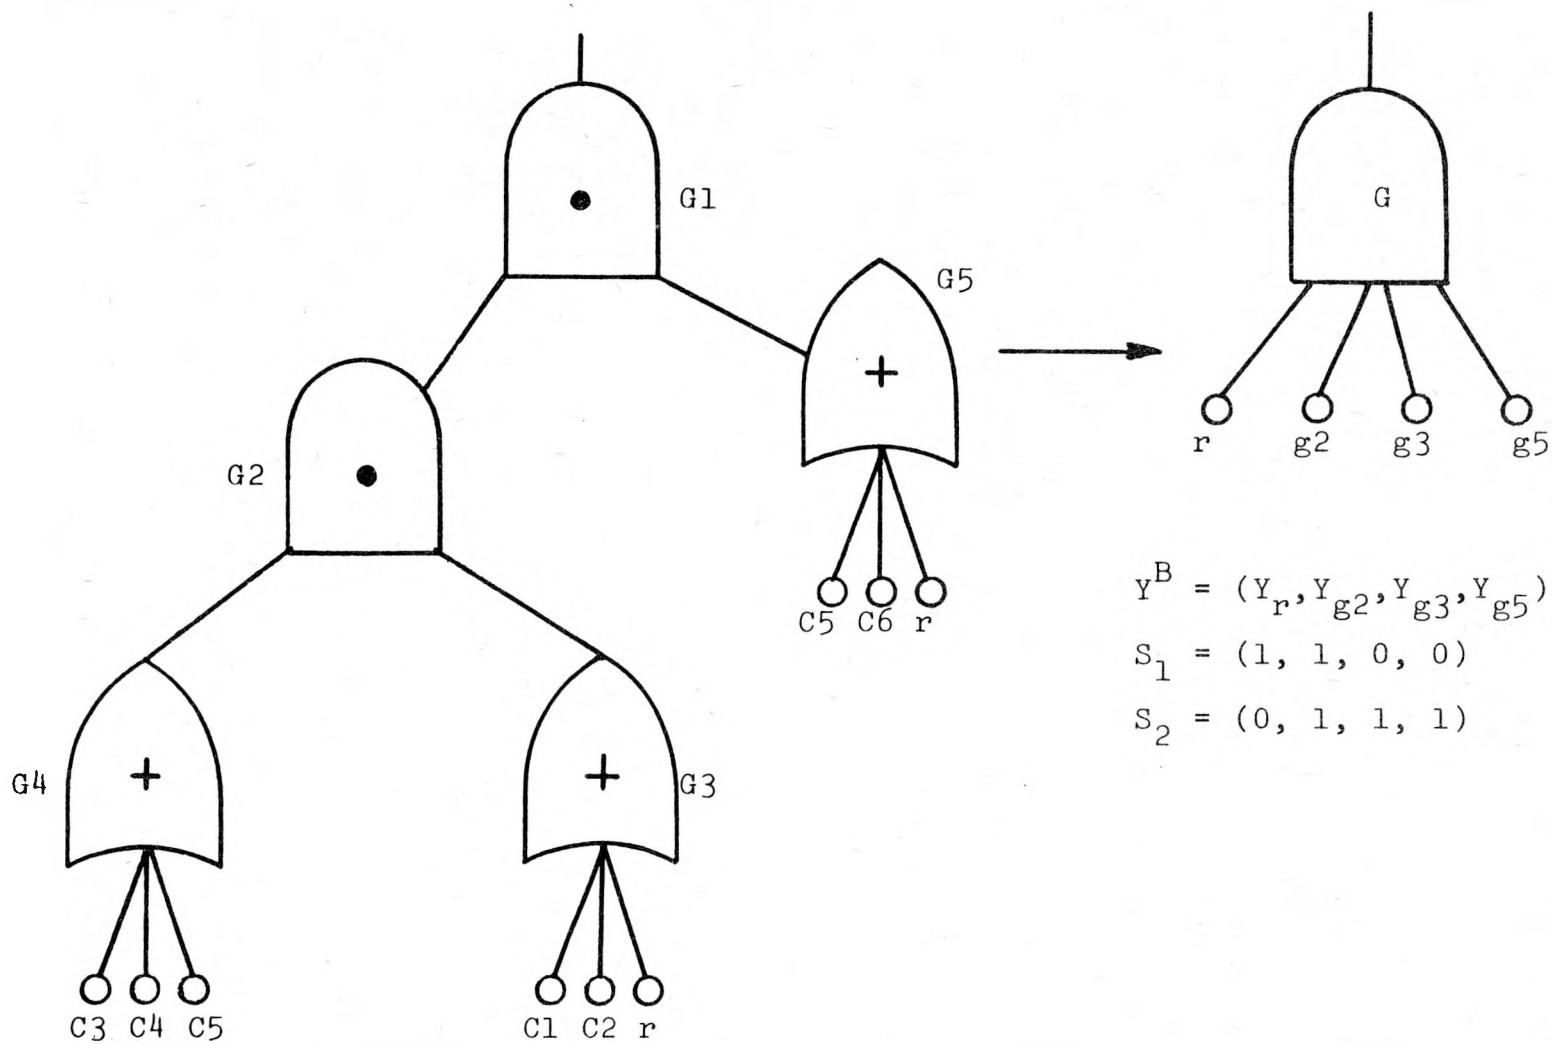 G1
G5
G
G2
r g2 g3 g5
C5 C6 r
Y^B = (Y_r, Y_g2, Y_g3, Y_g5)
S_1 = (1, 1, 0, 0)
S_2 = (0, 1, 1, 1)
G4
G3
C3 C4 C5
C1 C2 r